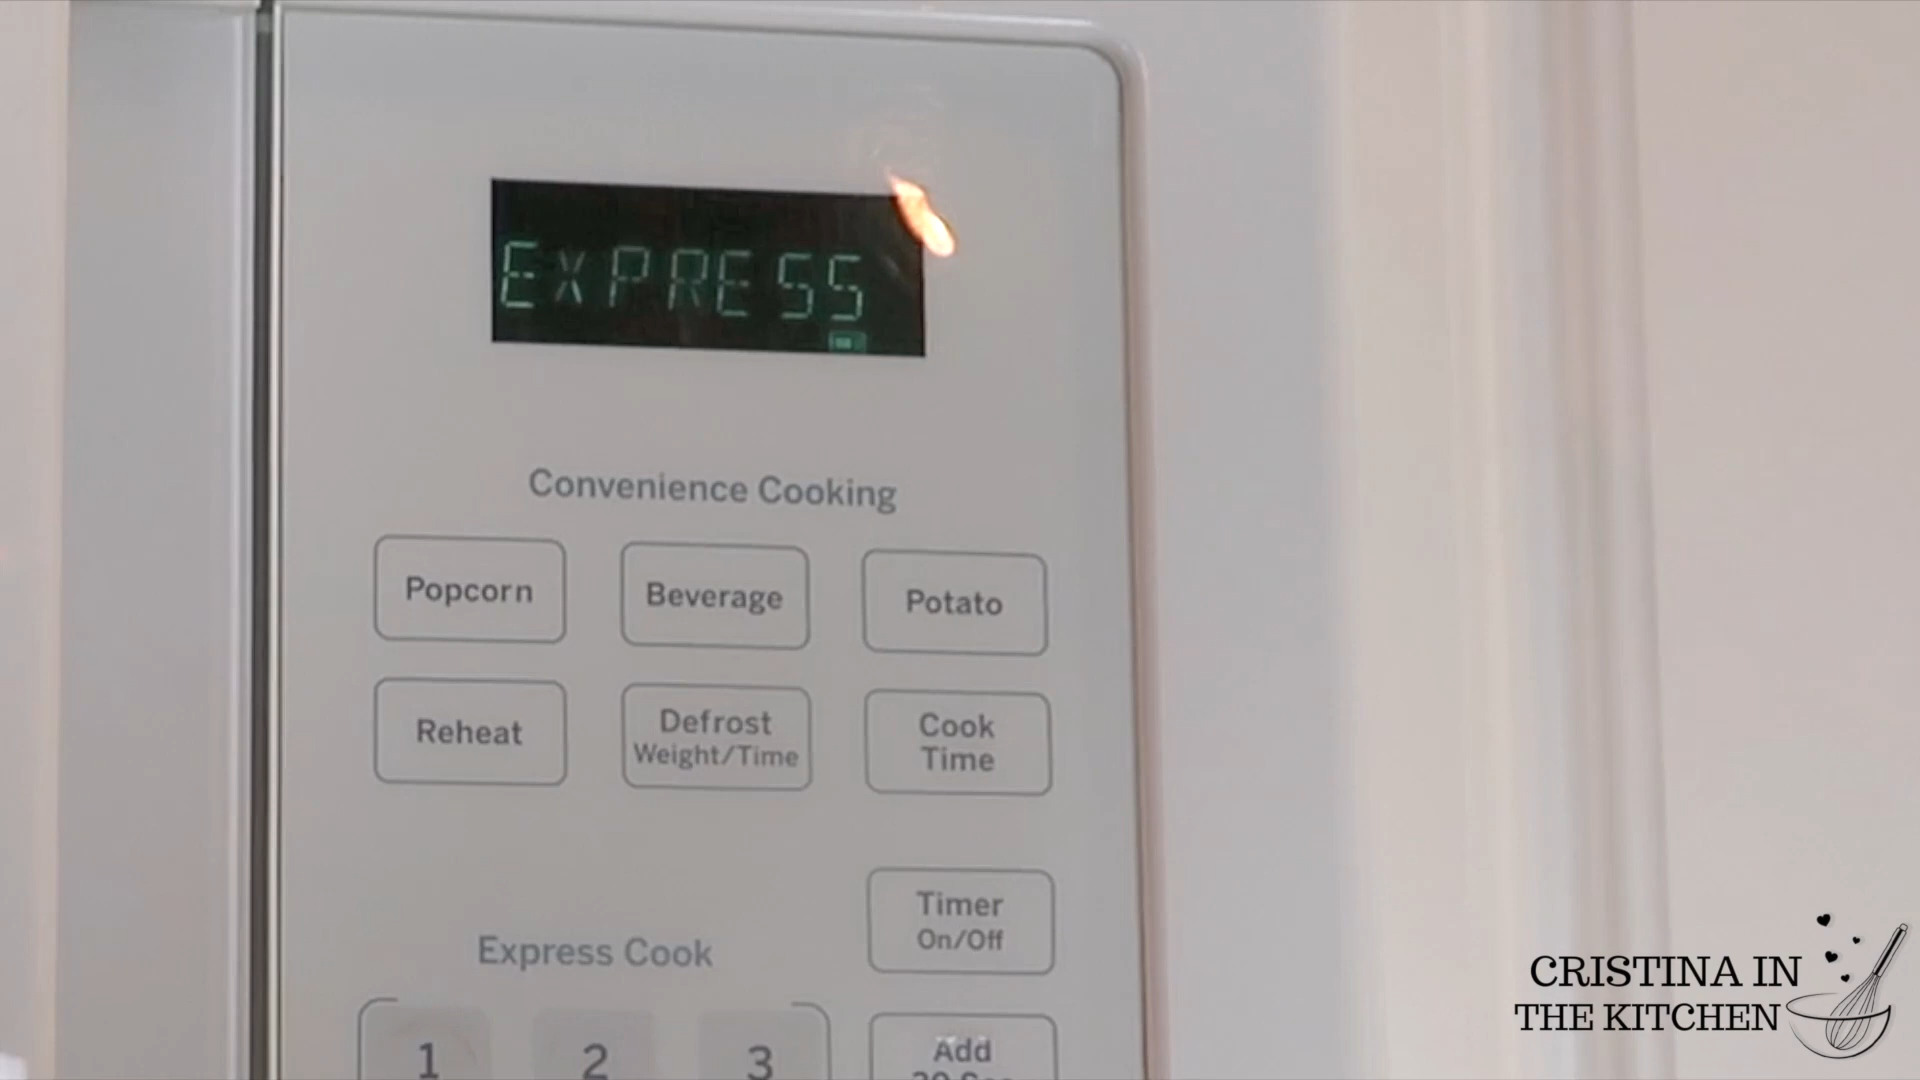 EXPRESS
Convenience Cooking
Popcorn
Beverage
Potato
Reheat
Defrost
Weight/Time
Cook
Time
Timer
On/Off
Express Cook
1 2 3
Add
CRISTINA IN
THE KITCHEN